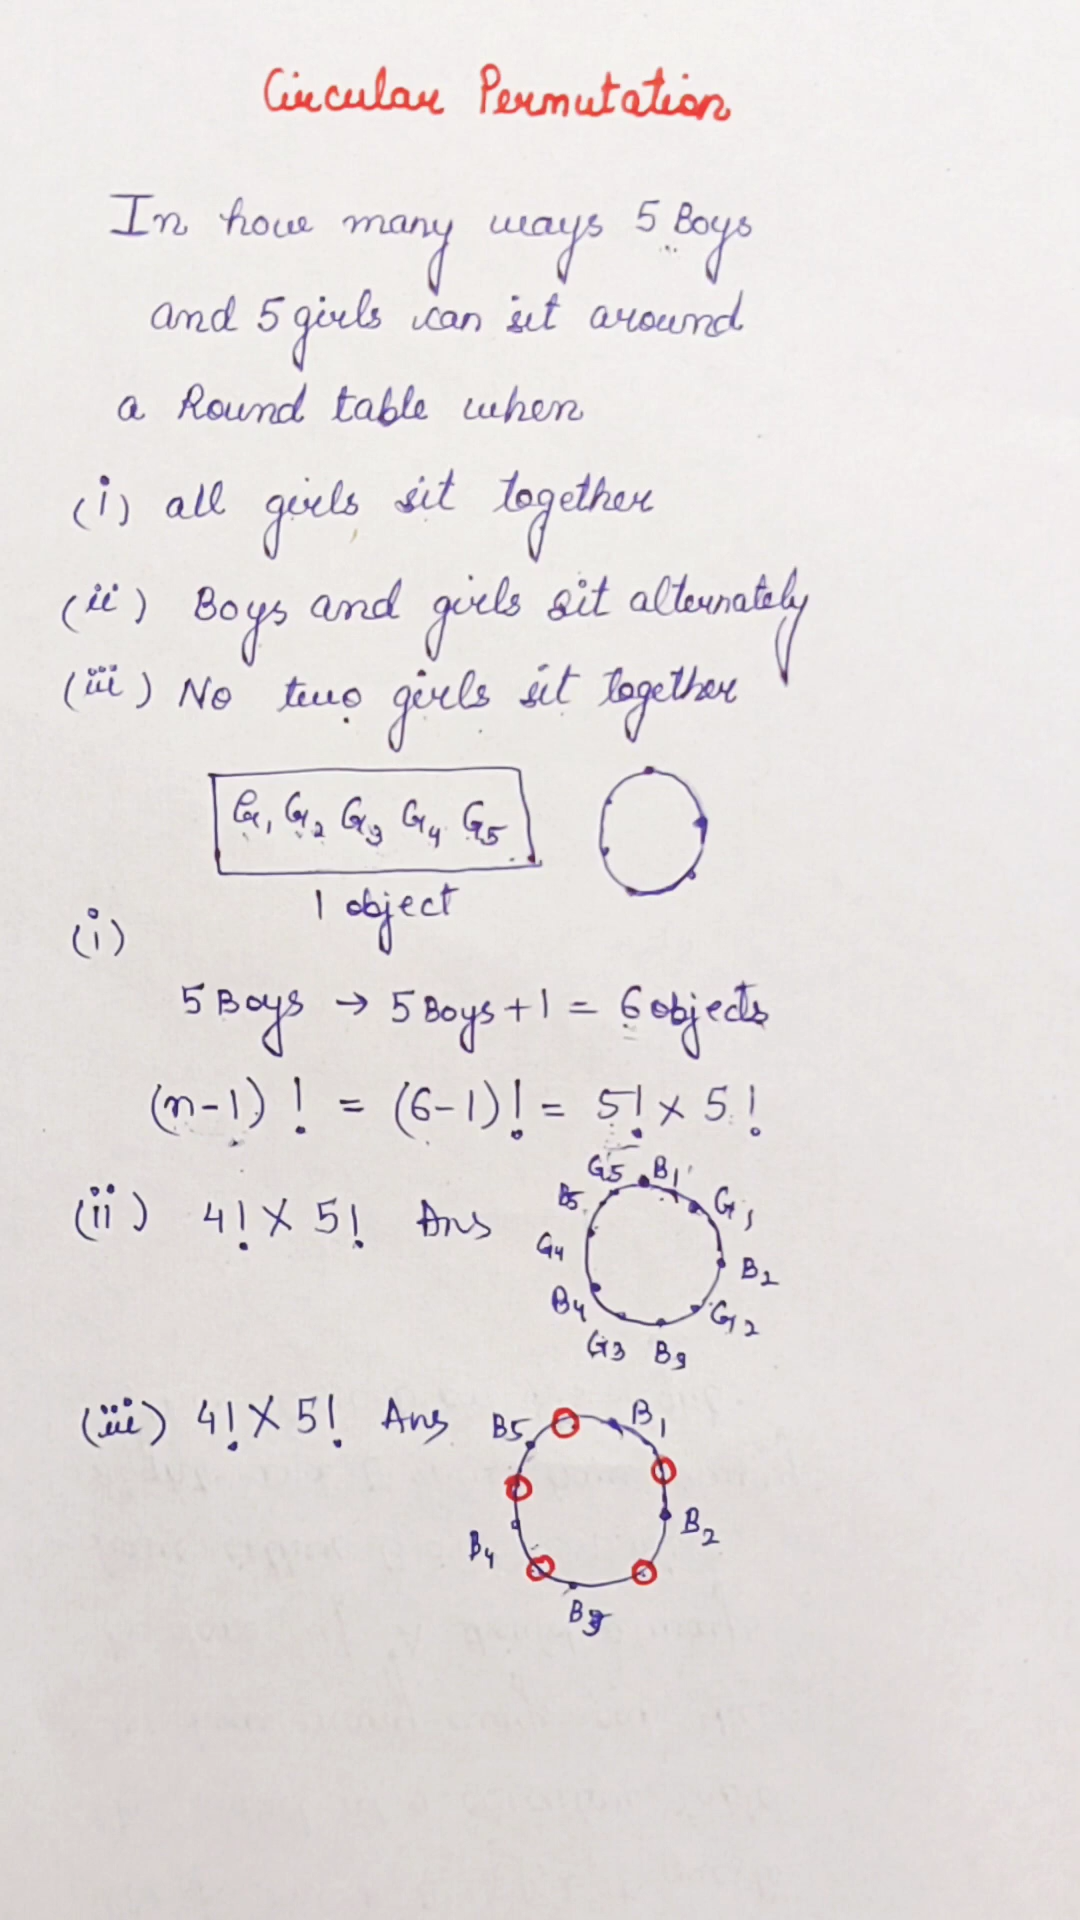 Circular Permutation
In how many ways 5 Boys
and 5 girls can sit around
a Round table when
(i) all girls sit together
(ii) Boys and girls sit alternately
(iii) No two girls sit together
G1 G2 G3 G4 G5
1 object
(i)
5 Boys → 5 Boys + 1 = 6 objects
(n-1)! = (6-1)! = 5! × 5!
(ii) 4! × 5! Ans
G5 B1 G1 B2 G2 B3 G3 B4 G4 B5
(iii) 4! × 5! Ans
B5 B1
B2
B4
B3